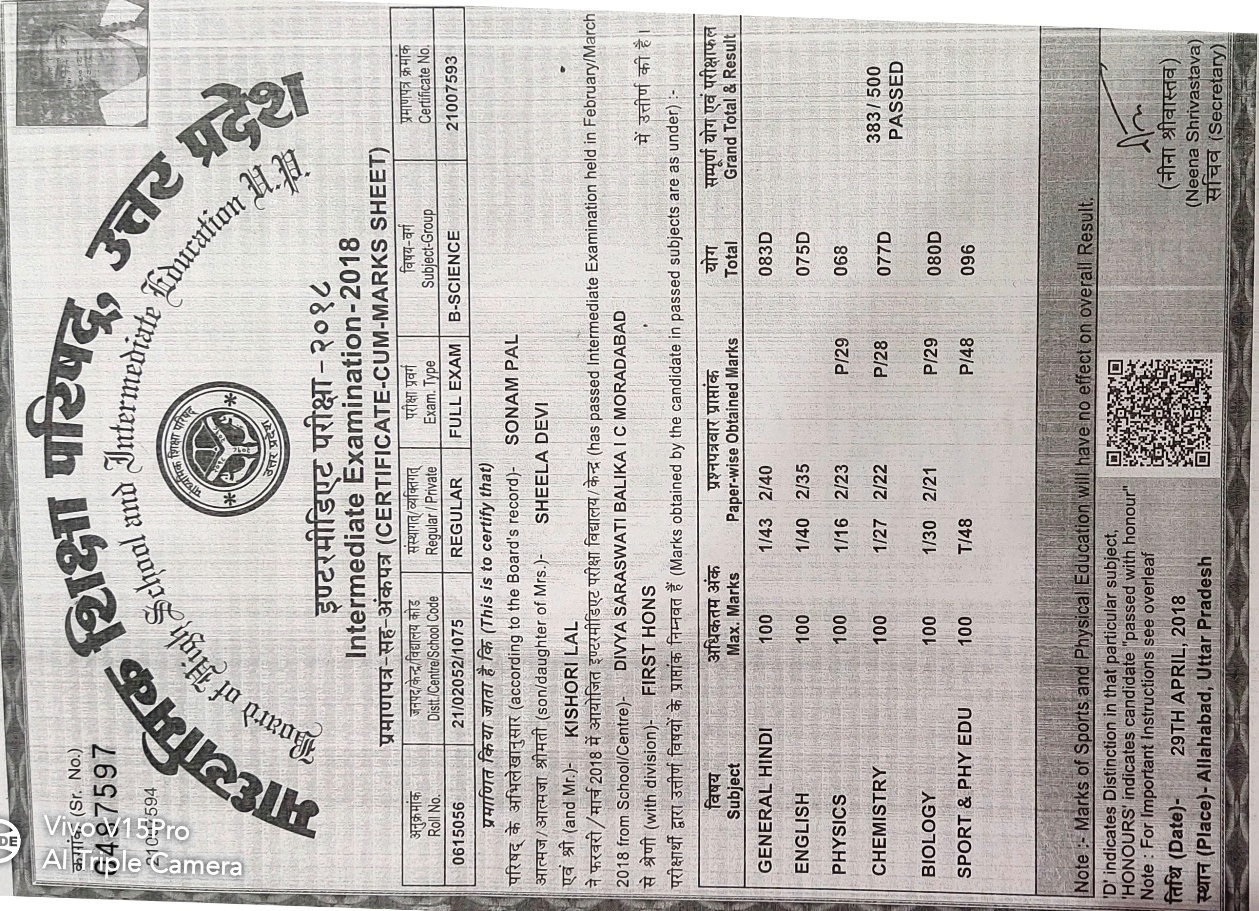 क्रमांक (Sr. No.)
6487597
माध्यमिक शिक्षा परिषद्, उत्तर प्रदेश
Board of High School and Intermediate Education U.P.
माध्यमिक शिक्षा परिषद
उत्तर प्रदेश
इण्टरमीडिएट परीक्षा-२०१८
Intermediate Examination-2018
प्रमाणपत्र-सह-अंकपत्र (CERTIFICATE-CUM-MARKS SHEET)
अनुक्रमांक जनपद/केन्द्र/विद्यालय कोड संस्थागत/व्यक्तिगत परीक्षा प्रवर्ग विषय-वर्ग प्रमाणपत्र क्रमांक
Roll No. Distt./Centre/School Code Regular / Private Exam. Type Subject-Group Certificate No.
0615056 21/02052/1075 REGULAR FULL EXAM B-SCIENCE 21007593
प्रमाणित किया जाता है कि (This is to certify that)
परिषद् के अभिलेखानुसार (according to the Board's record)- SONAM PAL
आत्मज/आत्मजा श्रीमती (son/daughter of Mrs.)- SHEELA DEVI
एवं श्री (and Mr.)- KISHORI LAL
ने फरवरी/मार्च 2018 में आयोजित इण्टरमीडिएट परीक्षा विद्यालय/केन्द्र (has passed Intermediate Examination held in February/March
2018 from School/Centre)- DIVYA SARASWATI BALIKA I C MORADABAD
से श्रेणी (with division)- FIRST HONS में उत्तीर्ण की है।
परीक्षार्थी द्वारा उत्तीर्ण विषयों के प्राप्तांक निम्नवत हैं (Marks obtained by the candidate in passed subjects are as under) :-
विषय अधिकतम अंक प्रश्नपत्रवार प्राप्तांक योग सम्पूर्ण योग एवं परीक्षाफल
Subject Max. Marks Paper-wise Obtained Marks Total Grand Total & Result
GENERAL HINDI 100 1/43 2/40 083D
ENGLISH 100 1/40 2/35 075D
PHYSICS 100 1/16 2/23 P/29 068
CHEMISTRY 100 1/27 2/22 P/28 077D 383/500
PASSED
BIOLOGY 100 1/30 2/21 P/29 080D
SPORT & PHY EDU 100 T/48 P/48 096
Note :- Marks of Sports and Physical Education will have no effect on overall Result.
'D' indicates Distinction in that particular subject,
'HONOURS' indicates candidate "passed with honour"
Note : For Important Instructions see overleaf
तिथि (Date)- 29TH APRIL, 2018
स्थान (Place)- Allahabad, Uttar Pradesh
(नीना श्रीवास्तव)
(Neena Shrivastava)
सचिव (Secretary)
Vivo V15Pro
AI Triple Camera